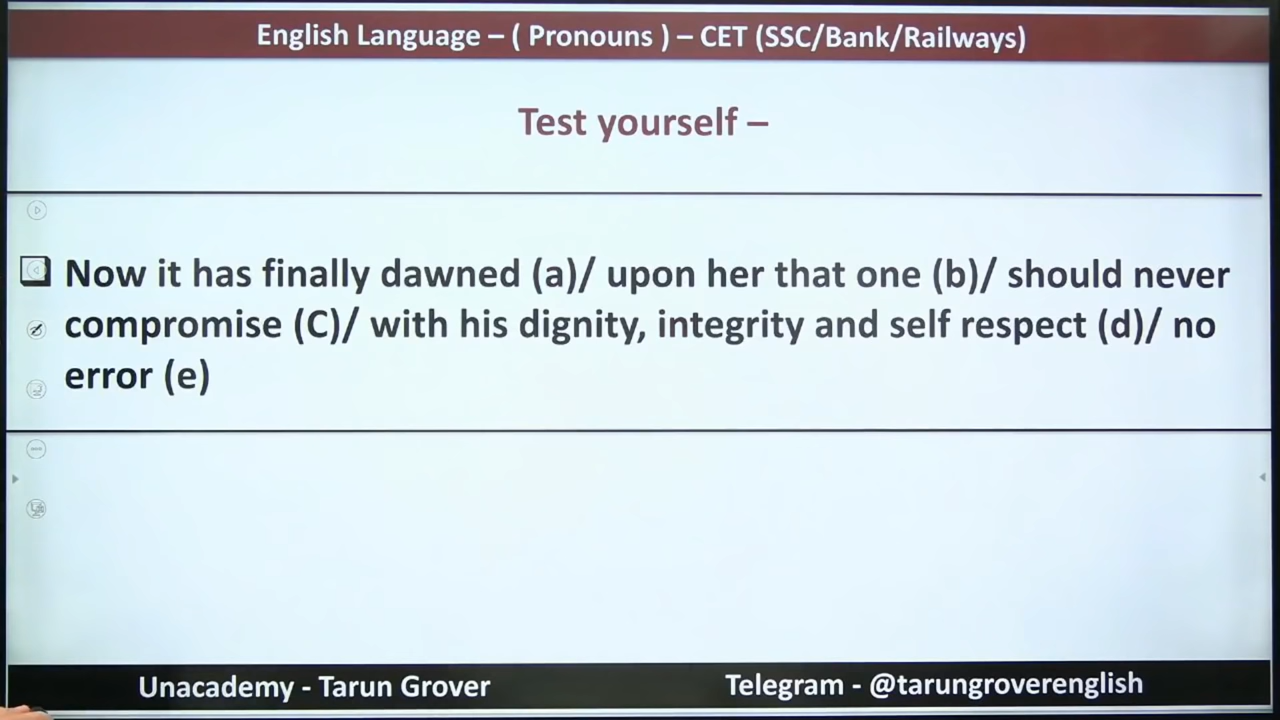 English Language – ( Pronouns ) – CET (SSC/Bank/Railways)
Test yourself –
Now it has finally dawned (a)/ upon her that one (b)/ should never
compromise (C)/ with his dignity, integrity and self respect (d)/ no
error (e)
Unacademy - Tarun Grover
Telegram - @tarungroverenglish